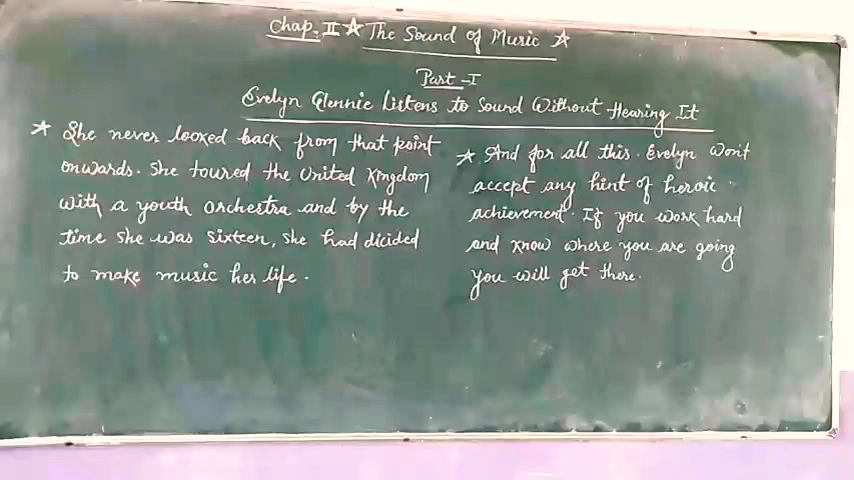 Chap. II ☆ The Sound of Music ☆
Part-I
Evelyn Glennie Listens to Sound Without Hearing It
☆ She never looked back from that point
onwards. She toured the United Kingdom
with a youth orchestra and by the
time she was sixteen, she had dicided
to make music her life.
☆ And for all this. Evelyn won't
accept any hint of heroic
achievement. If you work hard
and know where you are going
you will get there.